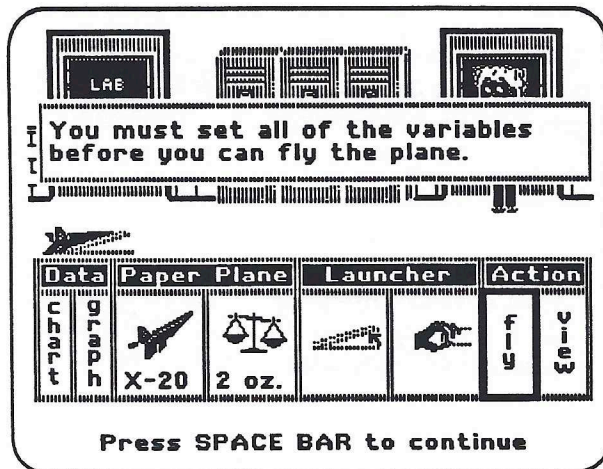 LAB
You must set all of the variables
before you can fly the plane.
Data Paper Plane Launcher Action
chart graph fly view
X-20 2 oz.
Press SPACE BAR to continue